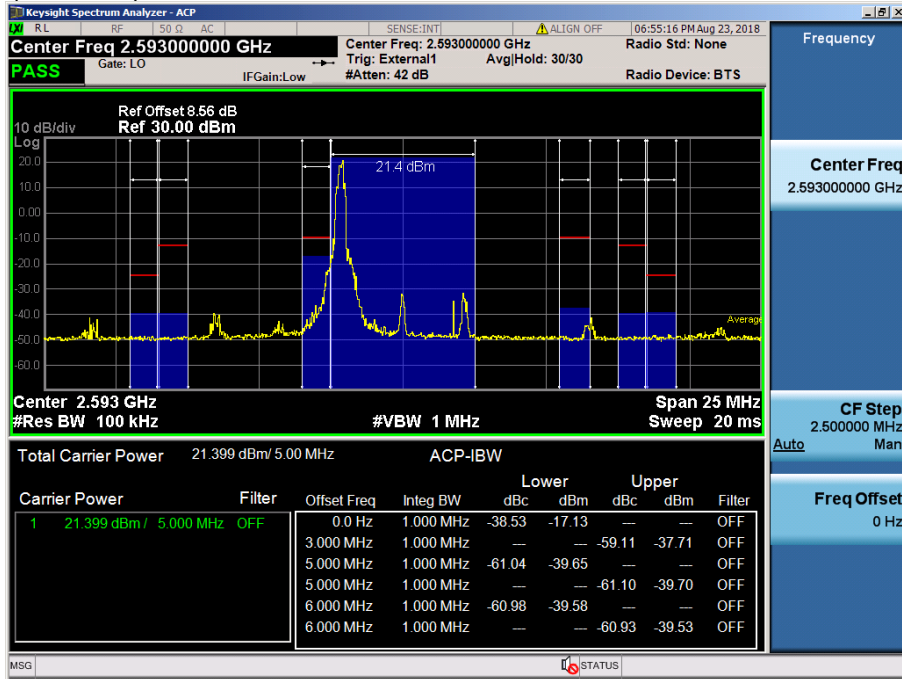 Keysight Spectrum Analyzer - ACP
LXI RL RF 50 Ω AC SENSE:INT ALIGN OFF 06:55:16 PM Aug 23, 2018
Center Freq 2.593000000 GHz Center Freq: 2.593000000 GHz Radio Std: None
PASS Gate: LO IFGain:Low Trig: External1 Avg|Hold: 30/30
#Atten: 42 dB Radio Device: BTS
Ref Offset 8.56 dB
10 dB/div Ref 30.00 dBm
Log
20.0 21.4 dBm
10.0
0.00
-10.0
-20.0
-30.0
-40.0 Average
-50.0
-60.0
Center 2.593 GHz Span 25 MHz
#Res BW 100 kHz #VBW 1 MHz Sweep 20 ms
Total Carrier Power 21.399 dBm/ 5.00 MHz ACP-IBW
Lower Upper
Carrier Power Filter Offset Freq Integ BW dBc dBm dBc dBm Filter
1 21.399 dBm / 5.000 MHz OFF 0.0 Hz 1.000 MHz -38.53 -17.13 --- --- OFF
3.000 MHz 1.000 MHz --- --- -59.11 -37.71 OFF
5.000 MHz 1.000 MHz -61.04 -39.65 --- --- OFF
5.000 MHz 1.000 MHz --- --- -61.10 -39.70 OFF
6.000 MHz 1.000 MHz -60.98 -39.58 --- --- OFF
6.000 MHz 1.000 MHz --- --- -60.93 -39.53 OFF
MSG STATUS
Frequency
Center Freq
2.593000000 GHz
CF Step
2.500000 MHz
Auto Man
Freq Offset
0 Hz